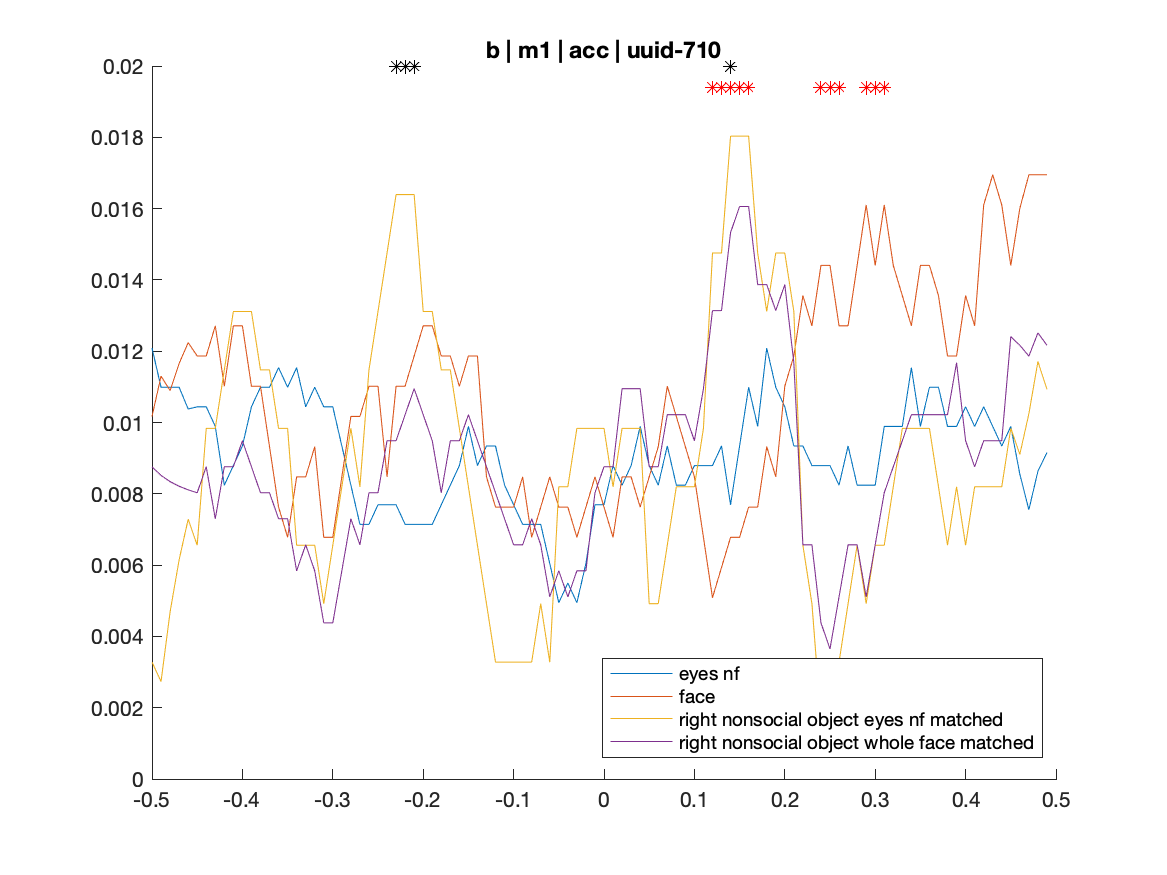 b | m1 | acc | uuid-710
0.02
0.018
0.016
0.014
0.012
0.01
0.008
0.006
0.004
0.002
0
eyes nf
face
right nonsocial object eyes nf matched
right nonsocial object whole face matched
-0.5 -0.4 -0.3 -0.2 -0.1 0 0.1 0.2 0.3 0.4 0.5